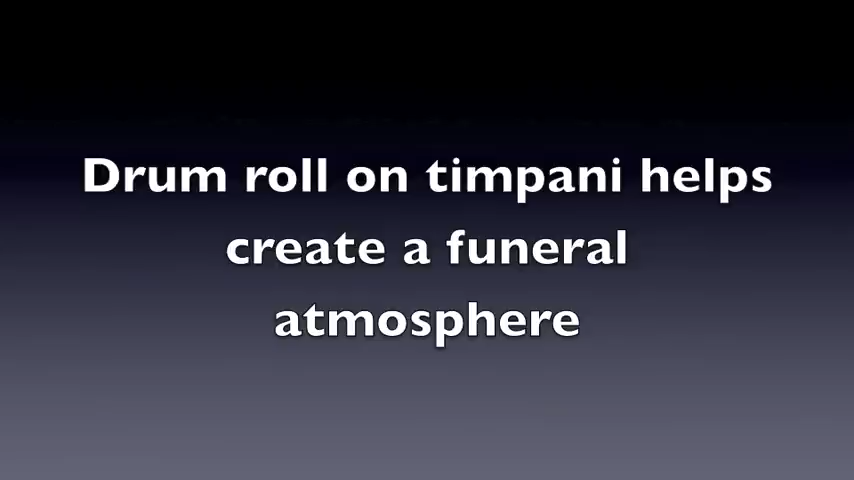 Drum roll on timpani helps
create a funeral
atmosphere